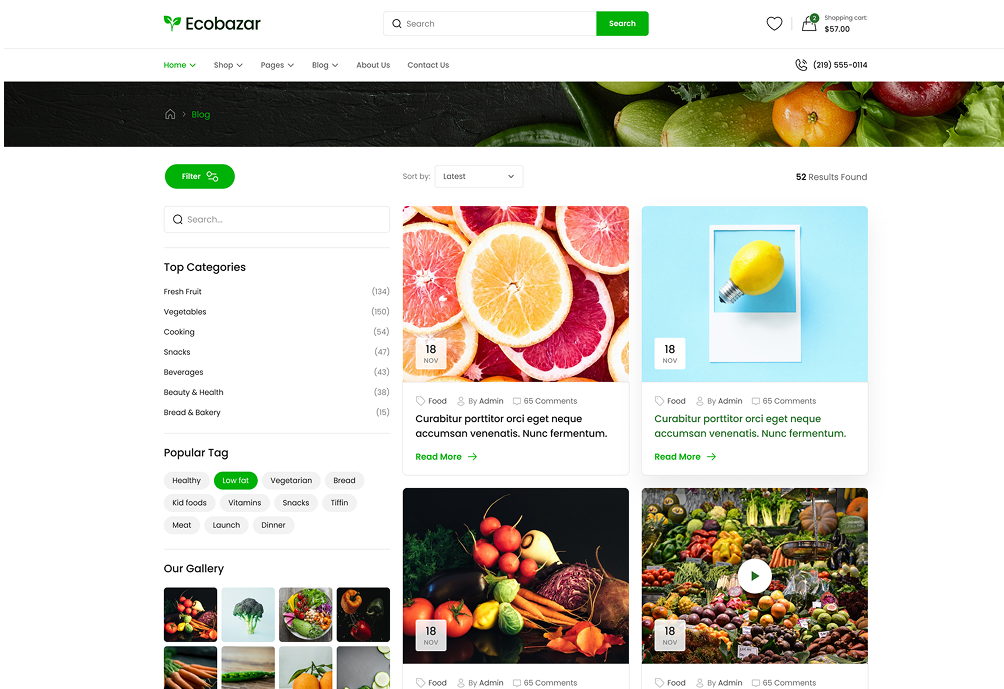 Ecobazar
Search
Search
2
Shopping cart:
$57.00
Home
Shop
Pages
Blog
About Us
Contact Us
(219) 555-0114
Blog
Filter
Sort by:
Latest
52 Results Found
Search...
Top Categories
Fresh Fruit (134)
Vegetables (150)
Cooking (54)
Snacks (47)
Beverages (43)
Beauty & Health (38)
Bread & Bakery (15)
Popular Tag
Healthy
Low fat
Vegetarian
Bread
Kid foods
Vitamins
Snacks
Tiffin
Meat
Launch
Dinner
Our Gallery
18
NOV
Food By Admin 65 Comments
Curabitur porttitor orci eget neque
accumsan venenatis. Nunc fermentum.
Read More
18
NOV
Food By Admin 65 Comments
Curabitur porttitor orci eget neque
accumsan venenatis. Nunc fermentum.
Read More
18
NOV
Food By Admin 65 Comments
18
NOV
Food By Admin 65 Comments